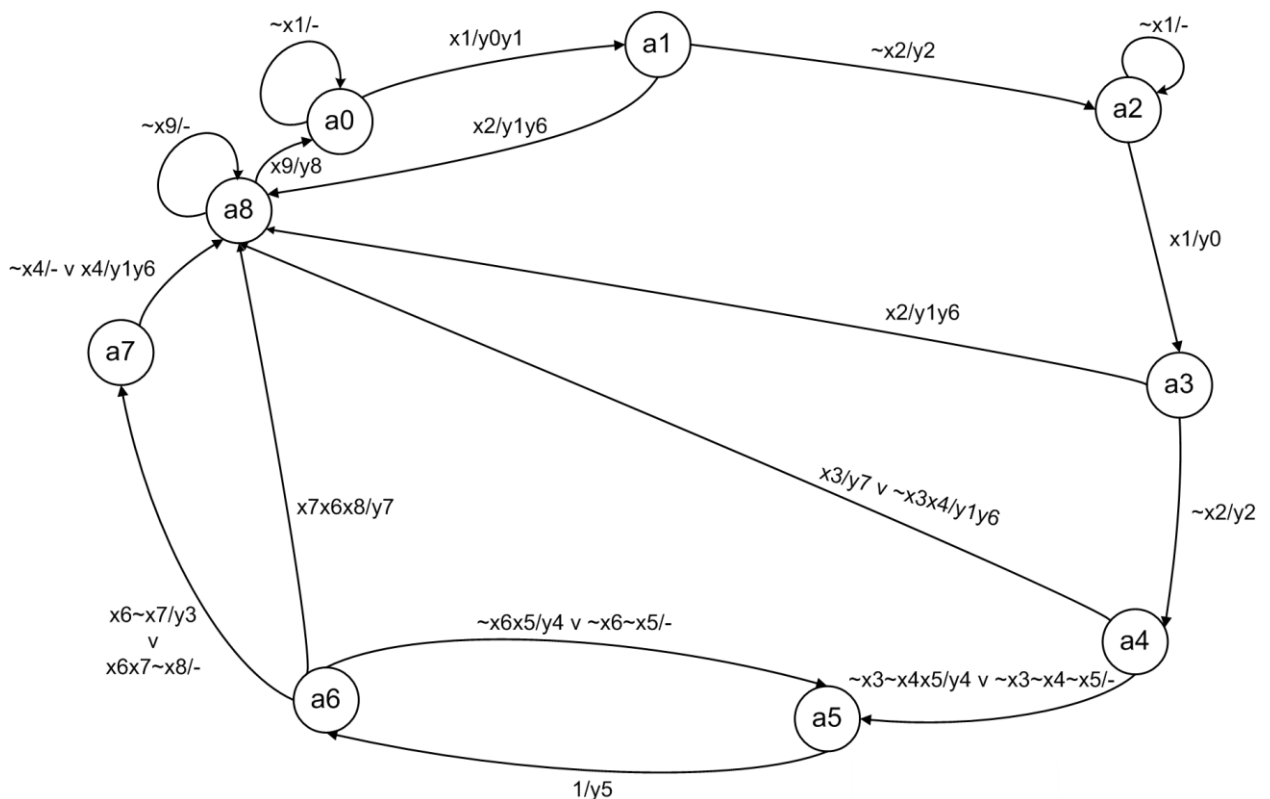 ~x1/-
x1/y0y1
a1
~x2/y2
~x1/-
a2
a0
x2/y1y6
~x9/-
x9/y8
a8
x1/y0
~x4/- v x4/y1y6
x2/y1y6
a7
a3
x3/y7 v ~x3x4/y1y6
x7x6x8/y7
~x2/y2
x6~x7/y3
v
x6x7~x8/-
~x6x5/y4 v ~x6~x5/-
a4
~x3~x4x5/y4 v ~x3~x4~x5/-
a6
a5
1/y5